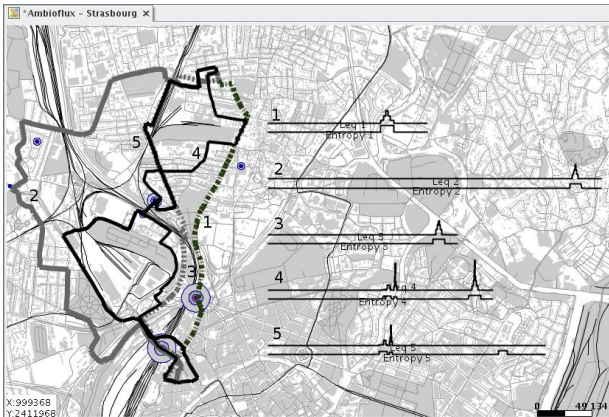 *Ambioflux - Strasbourg
1
Leq 1
Entropy 1
5
4
2
Leq 2
Entropy 2
2
1
3
Leq 3
Entropy 3
3
4
Leq 4
Entropy 4
5
Leq 5
Entropy 5
X:999368
Y:2411968
0 49 134